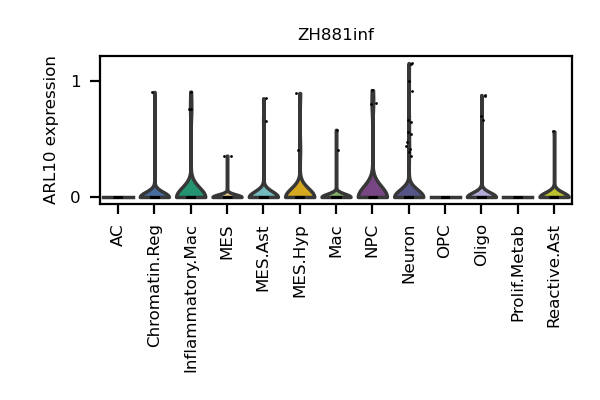 ZH881inf
ARL10 expression
1
0
AC
Chromatin.Reg
Inflammatory.Mac
MES
MES.Ast
MES.Hyp
Mac
NPC
Neuron
OPC
Oligo
Prolif.Metab
Reactive.Ast